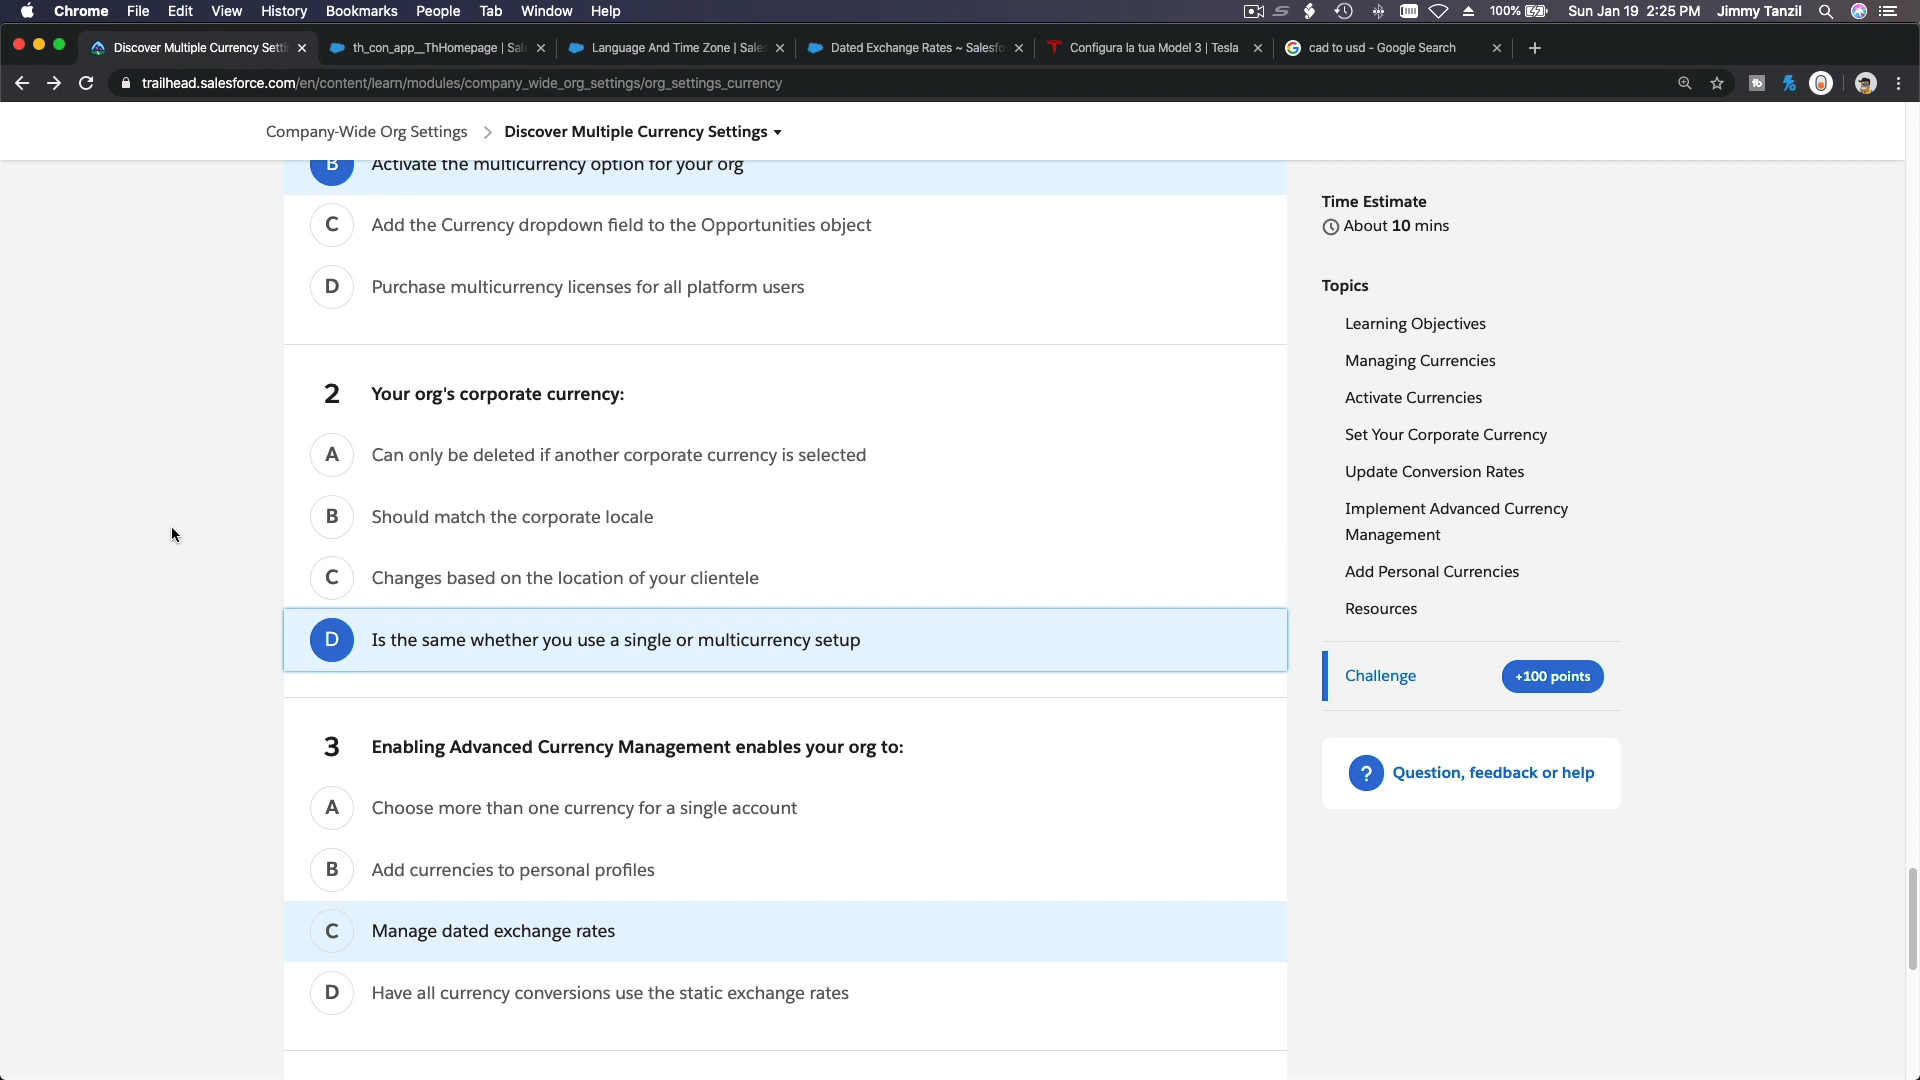 Chrome File Edit View History Bookmarks People Tab Window Help 100% Sun Jan 19 2:25 PM Jimmy Tanzil
Discover Multiple Currency Setti th_con_app__ThHomepage | Sal Language And Time Zone | Sales Dated Exchange Rates ~ Salesfo Configura la tua Model 3 | Tesla cad to usd - Google Search
trailhead.salesforce.com/en/content/learn/modules/company_wide_org_settings/org_settings_currency
Company-Wide Org Settings > Discover Multiple Currency Settings
B Activate the multicurrency option for your org
C Add the Currency dropdown field to the Opportunities object
D Purchase multicurrency licenses for all platform users
2 Your org's corporate currency:
A Can only be deleted if another corporate currency is selected
B Should match the corporate locale
C Changes based on the location of your clientele
D Is the same whether you use a single or multicurrency setup
3 Enabling Advanced Currency Management enables your org to:
A Choose more than one currency for a single account
B Add currencies to personal profiles
C Manage dated exchange rates
D Have all currency conversions use the static exchange rates
Time Estimate
About 10 mins
Topics
Learning Objectives
Managing Currencies
Activate Currencies
Set Your Corporate Currency
Update Conversion Rates
Implement Advanced Currency
Management
Add Personal Currencies
Resources
Challenge +100 points
? Question, feedback or help